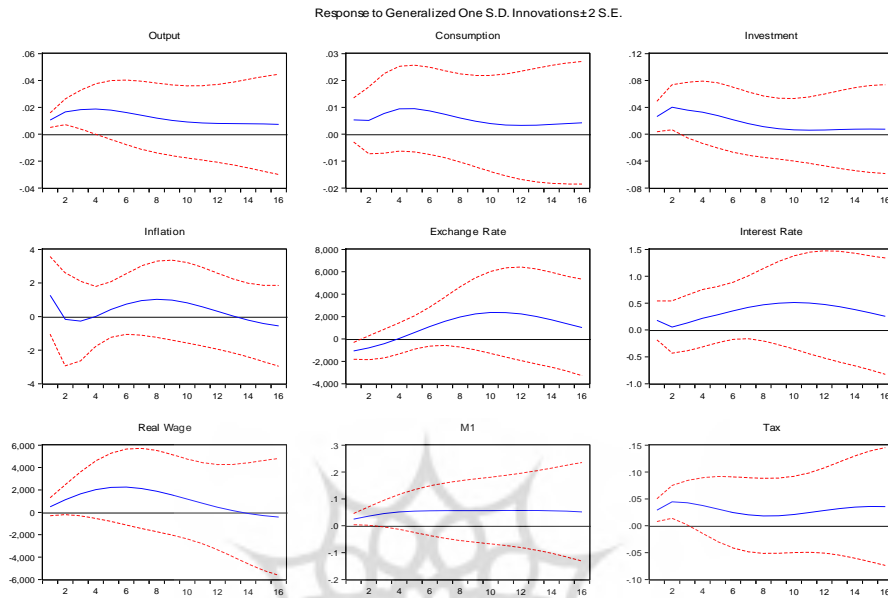 Response to Generalized One S.D. Innovations ± 2 S.E.
Output
Consumption
Investment
.06
.04
.02
.00
-.02
-.04
2 4 6 8 10 12 14 16
.03
.02
.01
.00
-.01
-.02
2 4 6 8 10 12 14 16
.12
.08
.04
.00
-.04
-.08
2 4 6 8 10 12 14 16
Inflation
Exchange Rate
Interest Rate
4
2
0
-2
-4
2 4 6 8 10 12 14 16
8,000
6,000
4,000
2,000
0
-2,000
-4,000
2 4 6 8 10 12 14 16
1.5
1.0
0.5
0.0
-0.5
-1.0
2 4 6 8 10 12 14 16
Real Wage
M1
Tax
6,000
4,000
2,000
0
-2,000
-4,000
-6,000
2 4 6 8 10 12 14 16
.3
.2
.1
.0
-.1
-.2
2 4 6 8 10 12 14 16
.15
.10
.05
.00
-.05
-.10
2 4 6 8 10 12 14 16